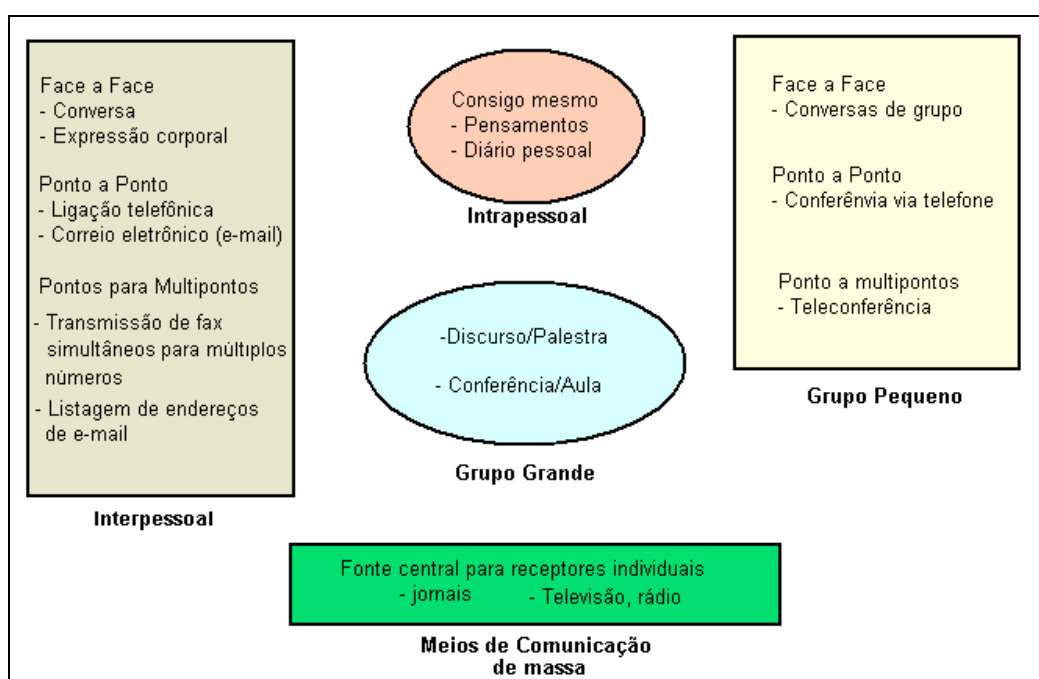 Face a Face
- Conversa
- Expressão corporal
Ponto a Ponto
- Ligação telefônica
- Correio eletrônico (e-mail)
Pontos para Multipontos
- Transmissão de fax
simultâneos para múltiplos
números
- Listagem de endereços
de e-mail
Interpessoal
Consigo mesmo
- Pensamentos
- Diário pessoal
Intrapessoal
-Discurso/Palestra
- Conferência/Aula
Grupo Grande
Face a Face
- Conversas de grupo
Ponto a Ponto
- Conferênvia via telefone
Ponto a multipontos
- Teleconferência
Grupo Pequeno
Fonte central para receptores individuais
- jornais - Televisão, rádio
Meios de Comunicação
de massa